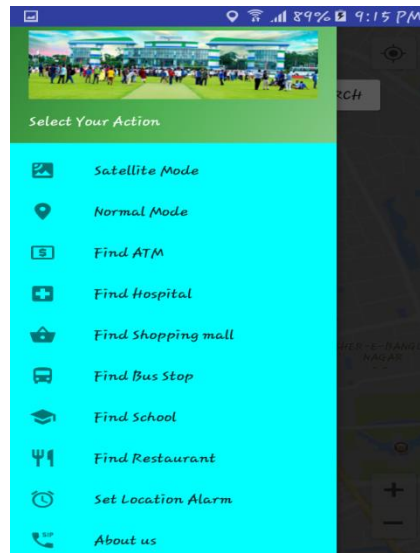 89% 9:15 PM
RCH
Select Your Action
Satellite Mode
Normal Mode
$
Find ATM
Find Hospital
Find Shopping mall
Find Bus Stop
Find School
Find Restaurant
Set Location Alarm
SIP
About us
NAGAR
+
-